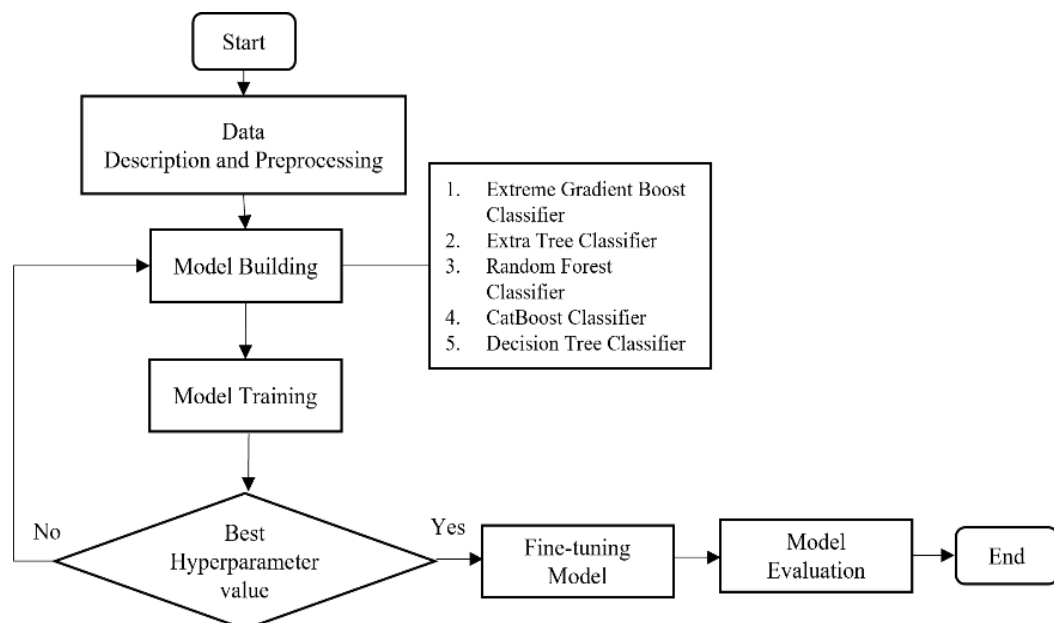 Start
Data
Description and Preprocessing
1. Extreme Gradient Boost
Classifier
2. Extra Tree Classifier
3. Random Forest
Classifier
4. CatBoost Classifier
5. Decision Tree Classifier
Model Building
Model Training
No
Best
Hyperparameter
value
Yes
Fine-tuning
Model
Model
Evaluation
End